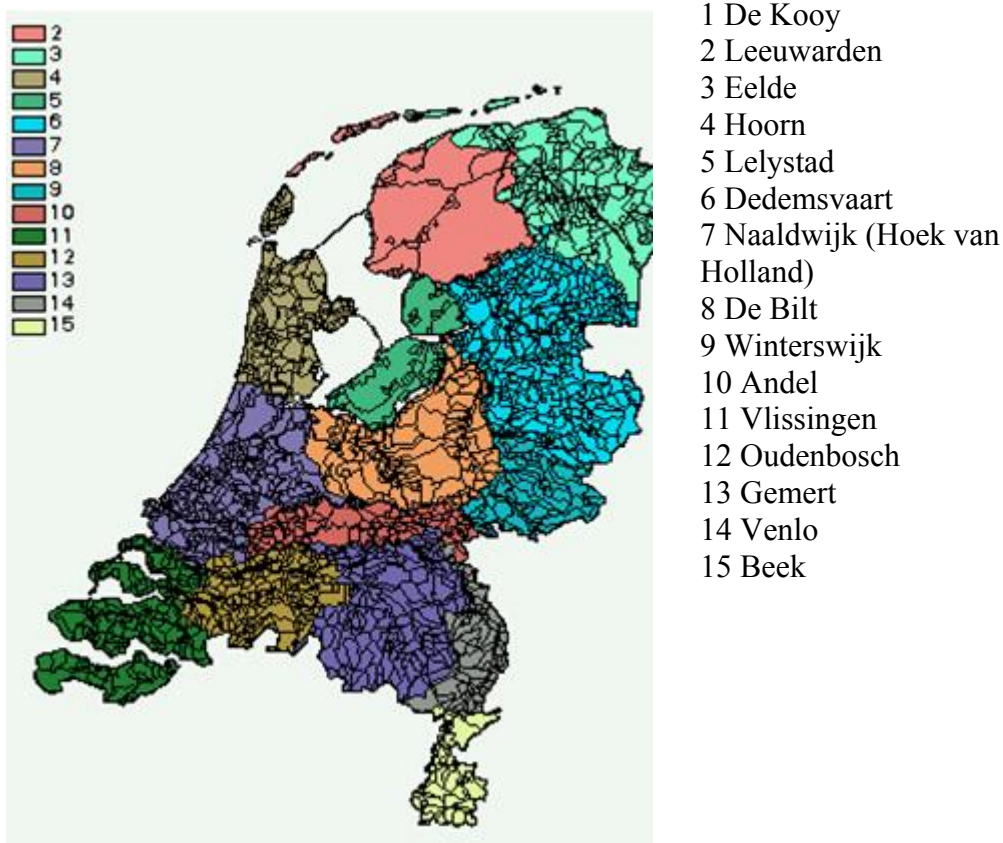 2
3
4
5
6
7
8
9
10
11
12
13
14
15
1 De Kooy
2 Leeuwarden
3 Eelde
4 Hoorn
5 Lelystad
6 Dedemsvaart
7 Naaldwijk (Hoek van
Holland)
8 De Bilt
9 Winterswijk
10 Andel
11 Vlissingen
12 Oudenbosch
13 Gemert
14 Venlo
15 Beek